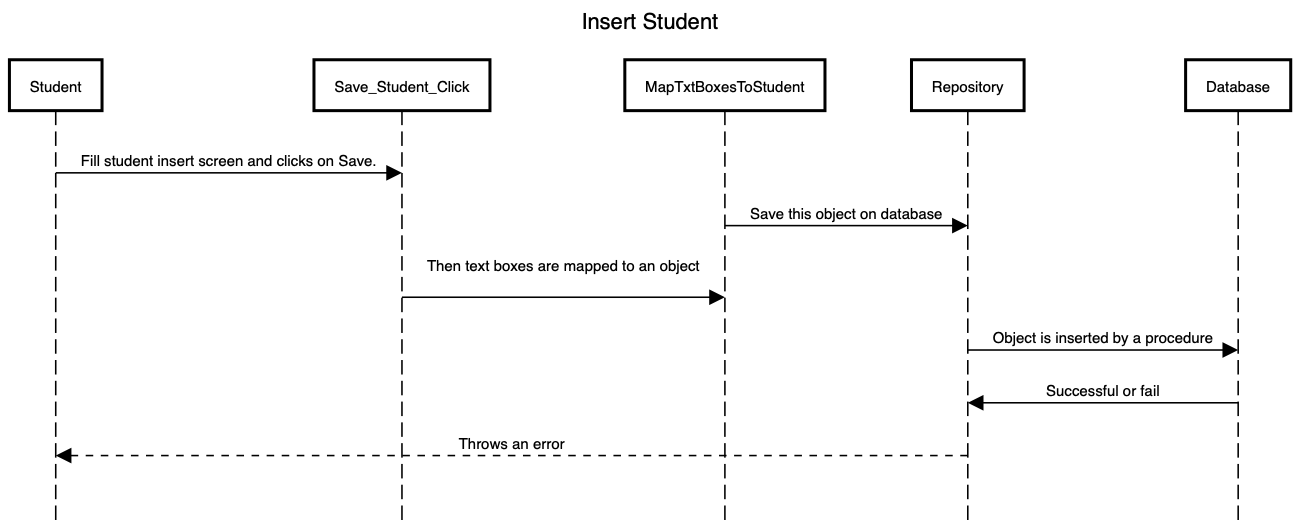 Insert Student
Student
Save_Student_Click
MapTxtBoxesToStudent
Repository
Database
Fill student insert screen and clicks on Save.
Save this object on database
Then text boxes are mapped to an object
Object is inserted by a procedure
Successful or fail
Throws an error